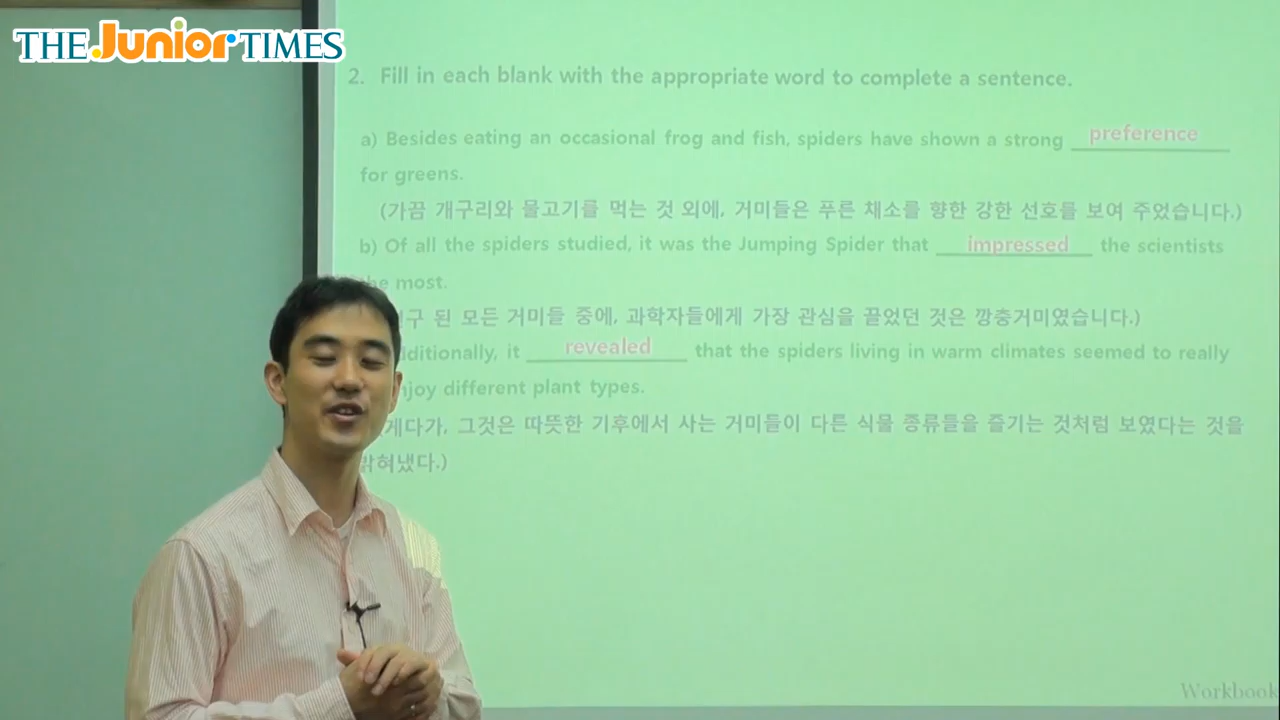 THE Junior TIMES
2. Fill in each blank with the appropriate word to complete a sentence.
a) Besides eating an occasional frog and fish, spiders have shown a strong preference
for greens.
(가끔 개구리와 물고기를 먹는 것 외에, 거미들은 푸른 채소를 향한 강한 선호를 보여 주었습니다.)
b) Of all the spiders studied, it was the Jumping Spider that impressed the scientists
the most.
구 된 모든 거미들 중에, 과학자들에게 가장 관심을 끌었던 것은 깡충거미였습니다.)
ditionally, it revealed that the spiders living in warm climates seemed to really
njoy different plant types.
게다가, 그것은 따뜻한 기후에서 사는 거미들이 다른 식물 종류들을 즐기는 것처럼 보였다는 것을
밝혀냈다.)
Workbook